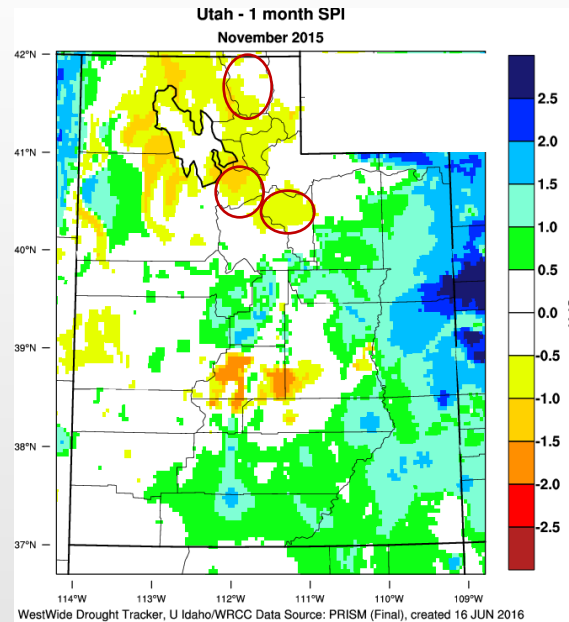 Utah - 1 month SPI
November 2015
42°N
41°N
40°N
39°N
38°N
37°N
114°W
113°W
112°W
111°W
110°W
109°W
2.5
2.0
1.5
1.0
0.5
0.0
-0.5
-1.0
-1.5
-2.0
-2.5
WestWide Drought Tracker, U Idaho/WRCC Data Source: PRISM (Final), created 16 JUN 2016